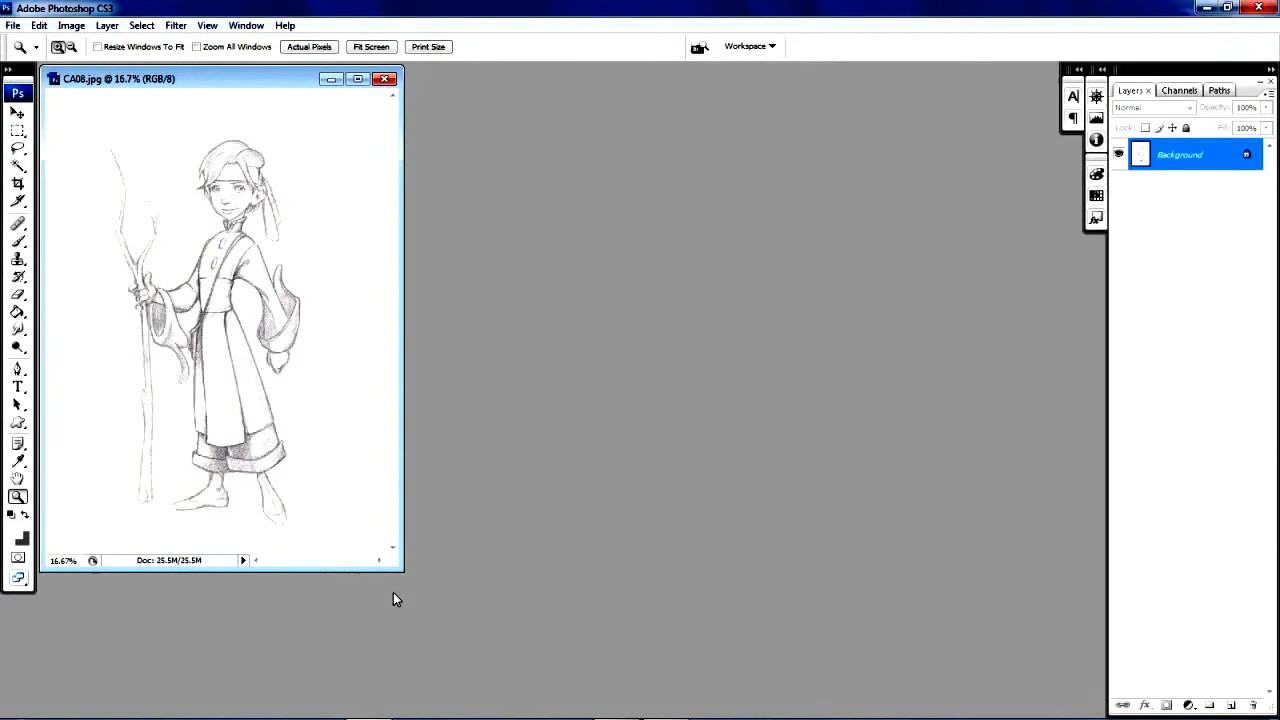 Adobe Photoshop CS3
File Edit Image Layer Select Filter View Window Help
Resize Windows To Fit Zoom All Windows Actual Pixels Fit Screen Print Size Workspace
CA08.jpg @ 16.7% (RGB/8)
Ps
Layers Channels Paths
Normal Opacity: 100%
Lock: Fill: 100%
Background
16.67% Doc: 25.5M/25.5M